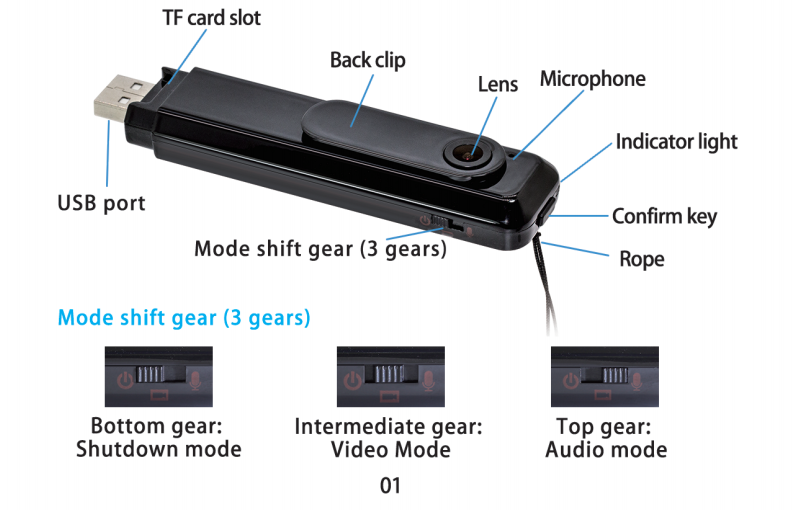 TF card slot
Back clip
Lens
Microphone
Indicator light
USB port
Confirm key
Mode shift gear (3 gears)
Rope
Mode shift gear (3 gears)
Bottom gear:
Shutdown mode
Intermediate gear:
Video Mode
Top gear:
Audio mode
01